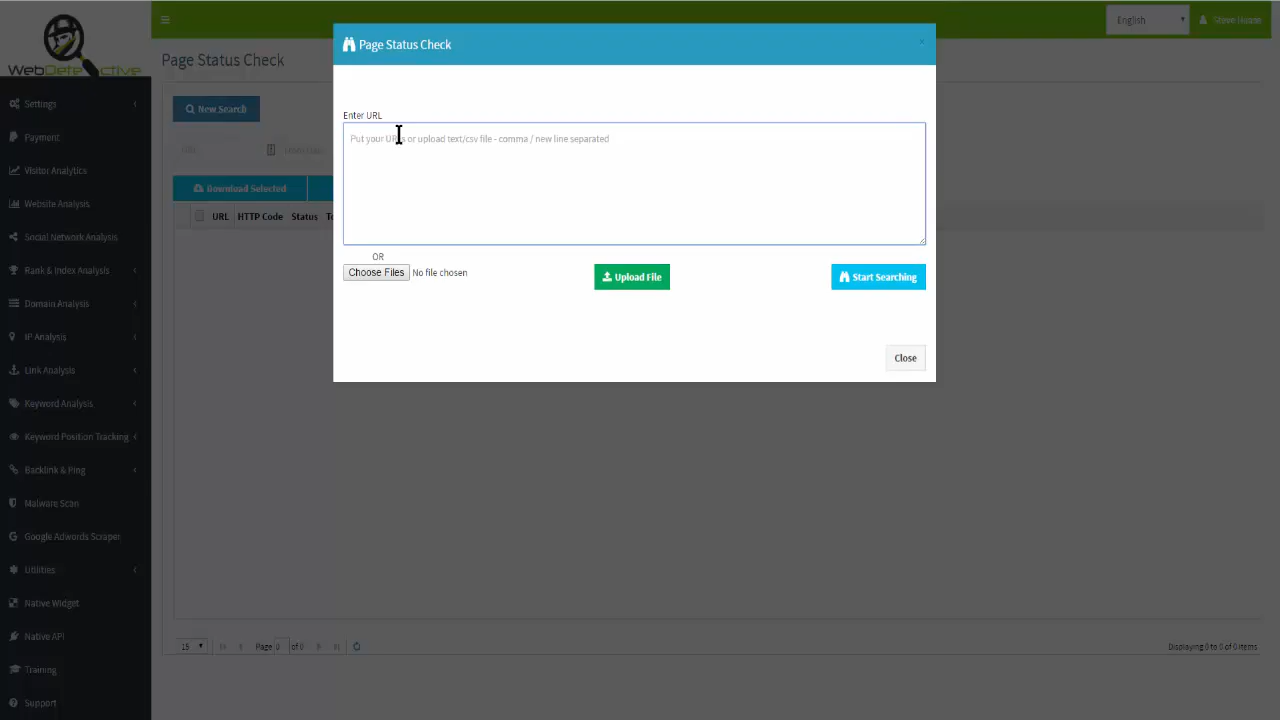 WebDetective
English
Steve House
Page Status Check
Page Status Check
New Search
Enter URL
Put your URLs or upload text/csv file - comma / new line separated
Download Selected
URL HTTP Code Status
OR
Choose Files No file chosen
Upload File
Start Searching
Close
Settings
Payment
Visitor Analytics
Website Analysis
Social Network Analysis
Rank & Index Analysis
Domain Analysis
IP Analysis
Link Analysis
Keyword Analysis
Keyword Position Tracking
Backlink & Ping
Malware Scan
Google Adwords Scraper
Utilities
Native Widget
Native API
Training
Support
15 Page 0 of 0
Displaying 0 to 0 of 0 items